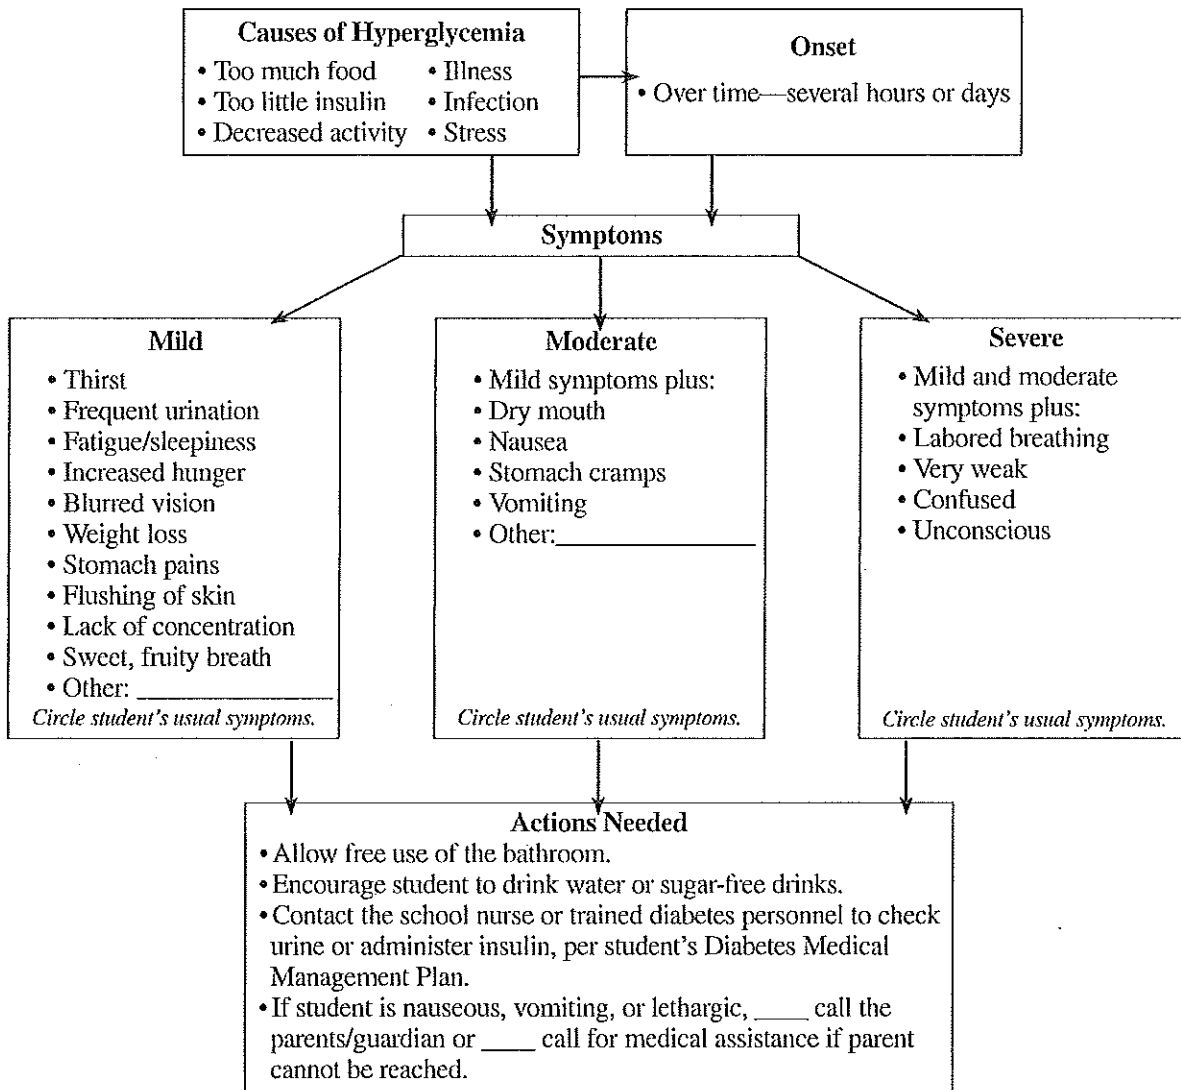 Causes of Hyperglycemia
• Too much food
• Too little insulin
• Decreased activity
• Illness
• Infection
• Stress
Onset
• Over time—several hours or days
Symptoms
Mild
• Thirst
• Frequent urination
• Fatigue/sleepiness
• Increased hunger
• Blurred vision
• Weight loss
• Stomach pains
• Flushing of skin
• Lack of concentration
• Sweet, fruity breath
• Other: ________________
Circle student's usual symptoms.
Moderate
• Mild symptoms plus:
• Dry mouth
• Nausea
• Stomach cramps
• Vomiting
• Other:________________
Circle student's usual symptoms.
Severe
• Mild and moderate
symptoms plus:
• Labored breathing
• Very weak
• Confused
• Unconscious
Circle student's usual symptoms.
Actions Needed
• Allow free use of the bathroom.
• Encourage student to drink water or sugar-free drinks.
• Contact the school nurse or trained diabetes personnel to check
urine or administer insulin, per student's Diabetes Medical
Management Plan.
• If student is nauseous, vomiting, or lethargic, ____ call the
parents/guardian or ____ call for medical assistance if parent
cannot be reached.